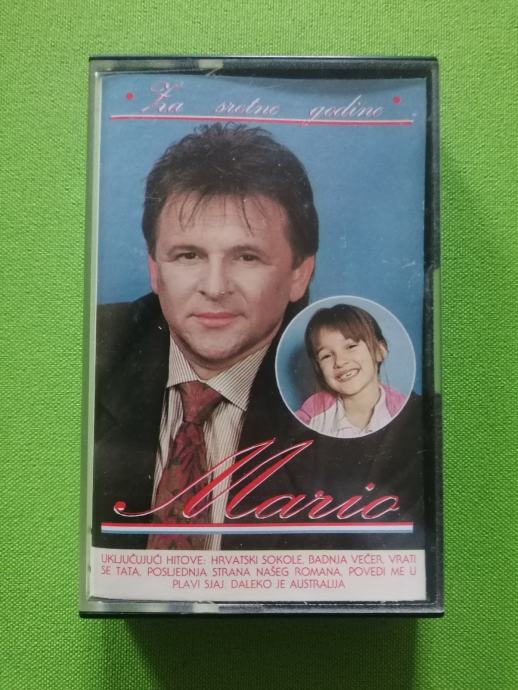 • Za sretne godine •
Mario
UKLJUČUJUĆI HITOVE: HRVATSKI SOKOLE, BADNJA VEČER, VRATI
SE TATA, POSLJEDNJA STRANA NAŠEG ROMANA, POVEDI ME U
PLAVI SJAJ, DALEKO JE AUSTRALIJA